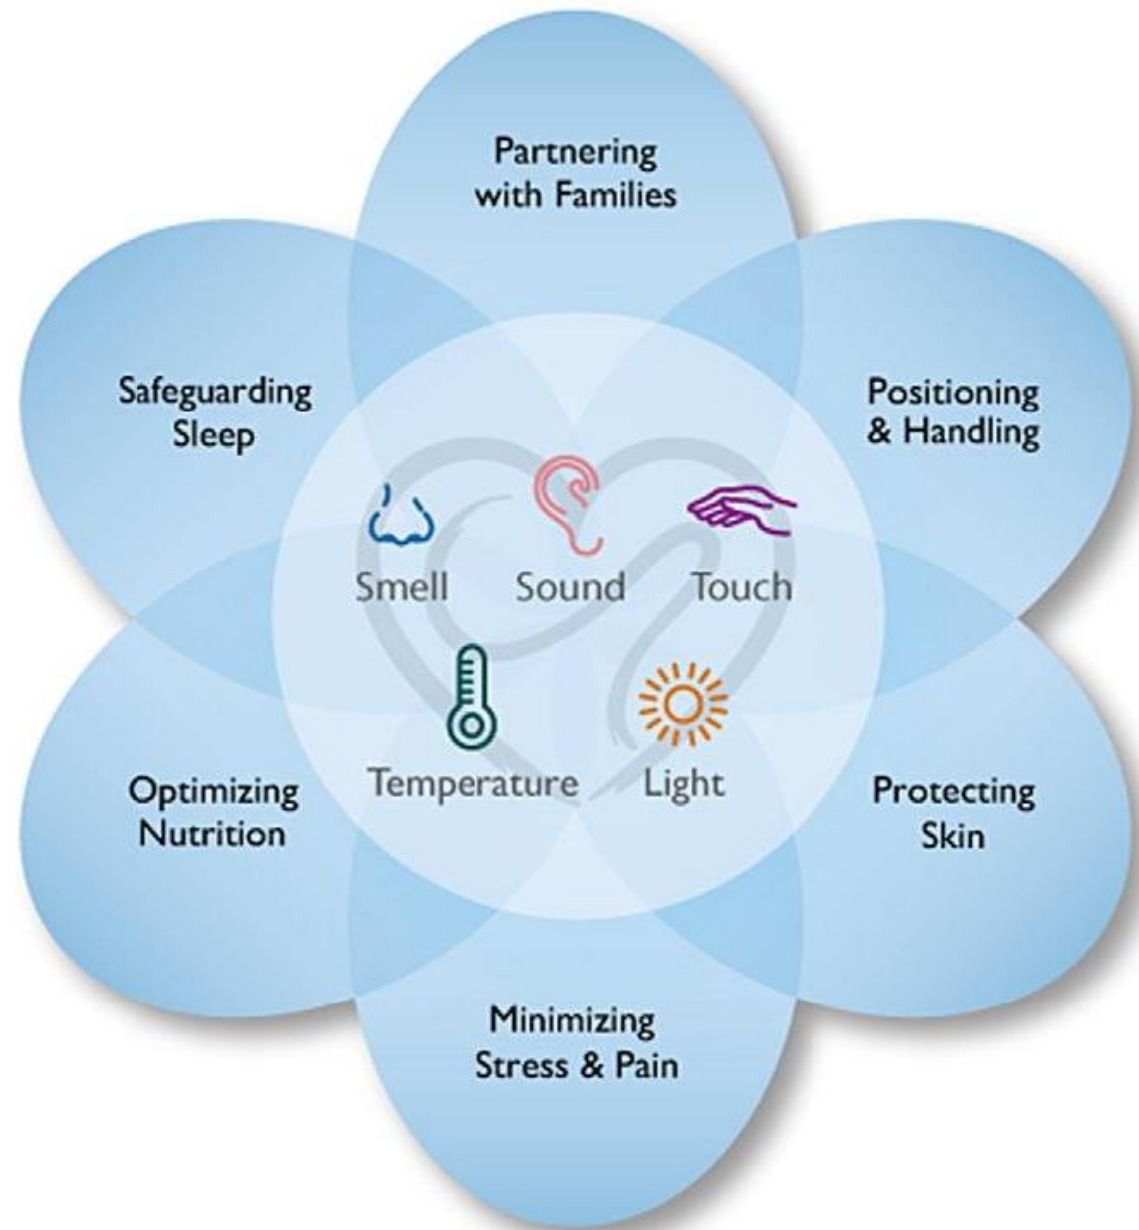 Partnering
with Families
Safeguarding
Sleep
Positioning
& Handling
Smell
Sound
Touch
Temperature
Light
Optimizing
Nutrition
Protecting
Skin
Minimizing
Stress & Pain